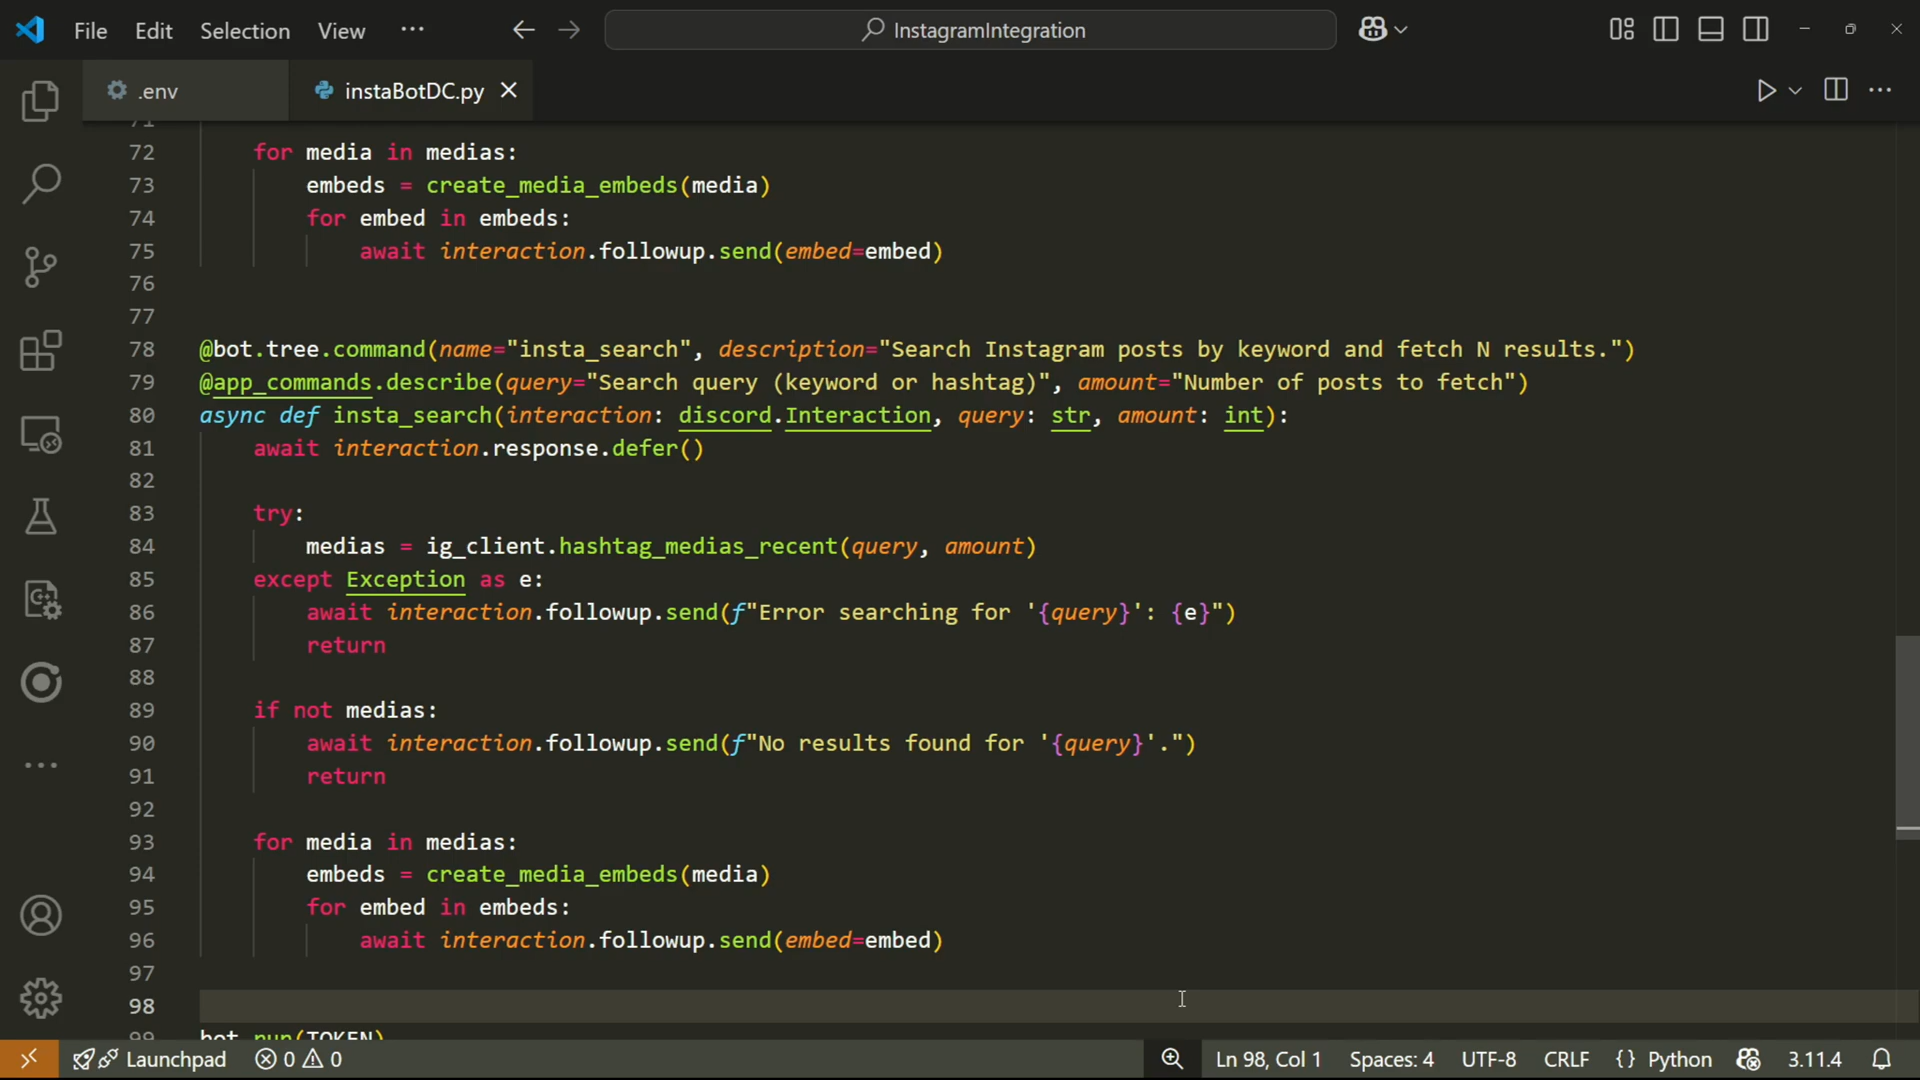 File Edit Selection View ··· InstagramIntegration
.env instaBotDC.py
71
72 for media in medias:
73 embeds = create_media_embeds(media)
74 for embed in embeds:
75 await interaction.followup.send(embed=embed)
76
77
78 @bot.tree.command(name="insta_search", description="Search Instagram posts by keyword and fetch N results.")
79 @app_commands.describe(query="Search query (keyword or hashtag)", amount="Number of posts to fetch")
80 async def insta_search(interaction: discord.Interaction, query: str, amount: int):
81 await interaction.response.defer()
82
83 try:
84 medias = ig_client.hashtag_medias_recent(query, amount)
85 except Exception as e:
86 await interaction.followup.send(f"Error searching for '{query}': {e}")
87 return
88
89 if not medias:
90 await interaction.followup.send(f"No results found for '{query}'.")
91 return
92
93 for media in medias:
94 embeds = create_media_embeds(media)
95 for embed in embeds:
96 await interaction.followup.send(embed=embed)
97
98
99 bot.run(TOKEN)
Launchpad 0 0 Ln 98, Col 1 Spaces: 4 UTF-8 CRLF {} Python 3.11.4